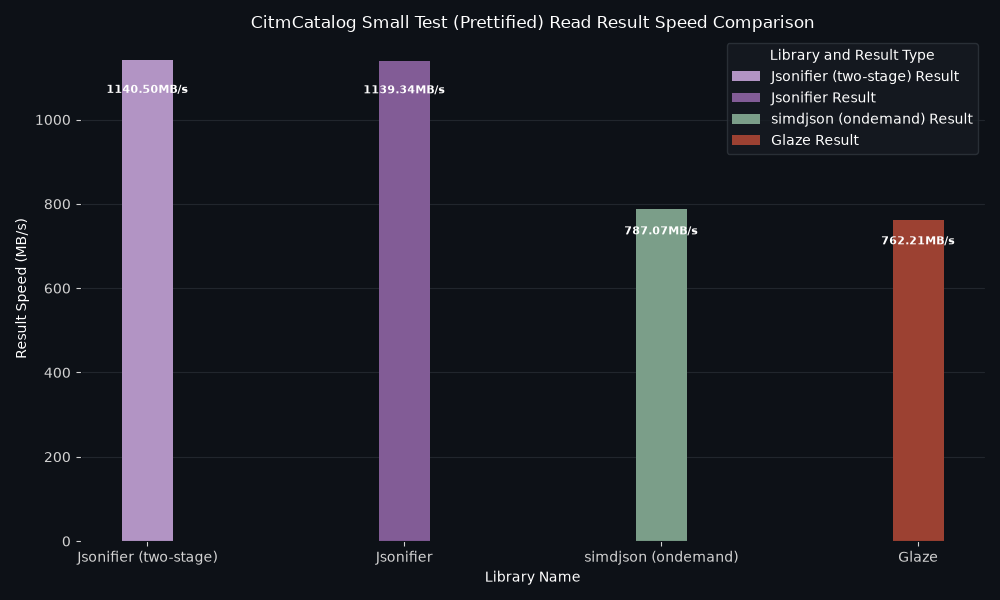 CitmCatalog Small Test (Prettified) Read Result Speed Comparison
Library and Result Type
Jsonifier (two-stage) Result
Jsonifier Result
simdjson (ondemand) Result
Glaze Result
1140.50MB/s
1139.34MB/s
787.07MB/s
762.21MB/s
Result Speed (MB/s)
1000
800
600
400
200
0
Jsonifier (two-stage)
Jsonifier
simdjson (ondemand)
Glaze
Library Name